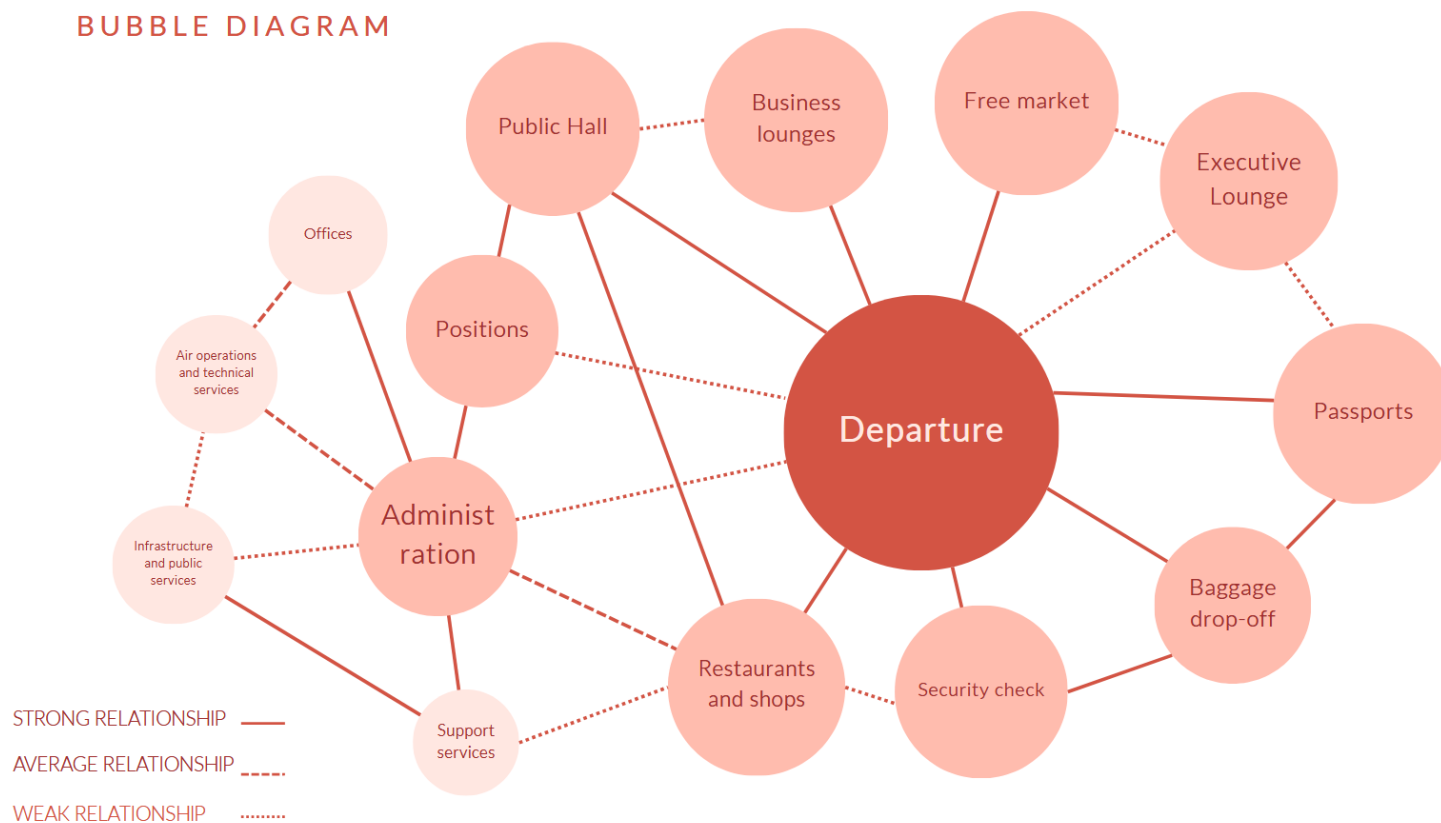 BUBBLE DIAGRAM
Public Hall
Business
lounges
Free market
Executive
Lounge
Offices
Positions
Air operations
and technical
services
Departure
Passports
Administ
ration
Infrastructure
and public
services
Baggage
drop-off
Restaurants
and shops
Security check
Support
services
STRONG RELATIONSHIP
AVERAGE RELATIONSHIP
WEAK RELATIONSHIP